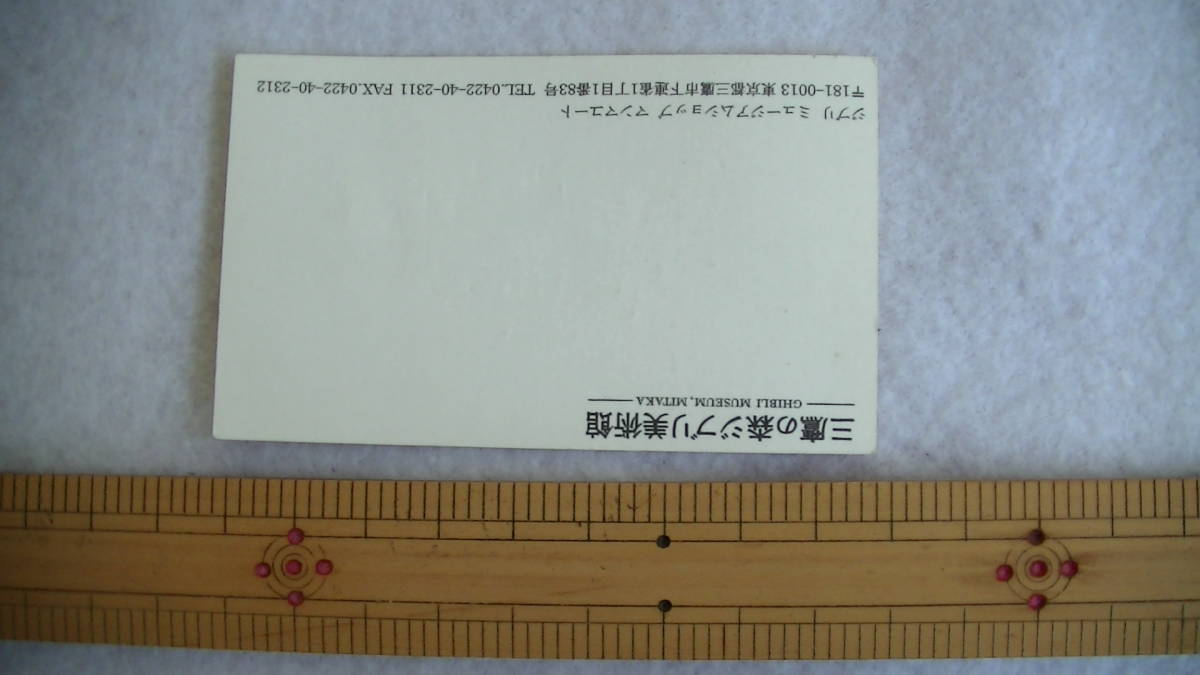 三鷹の森ジブリ美術館
GHIBLI MUSEUM, MITAKA
ジブリ ミュージアムショップ マンマユート
〒181-0013 東京都三鷹市下連雀1丁目1番83号 TEL.0422-40-2311 FAX.0422-40-2312